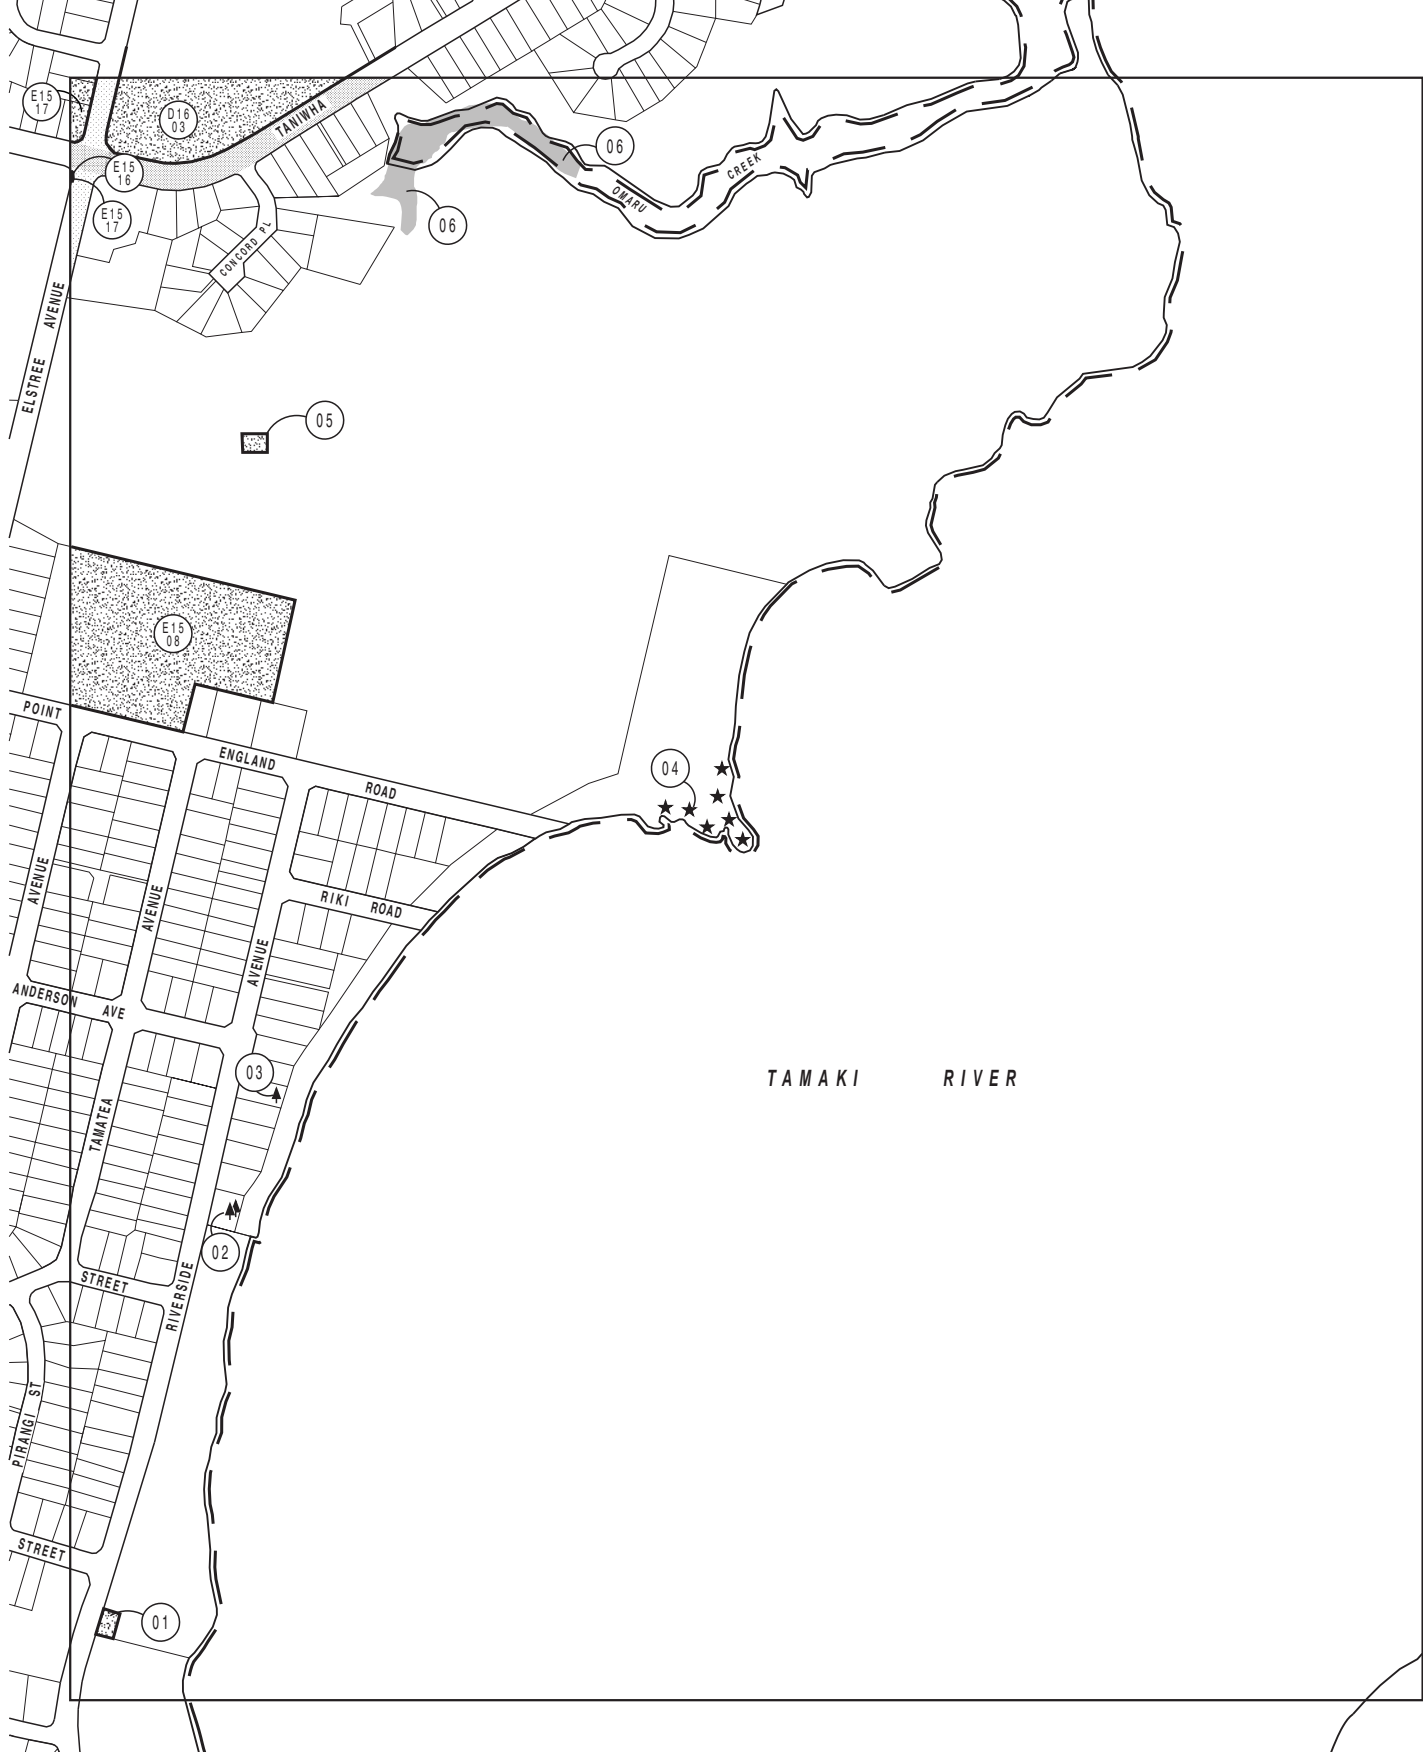 E15
17
D16
03
TANIWHA
E15
16
E15
17
06
06
OMARU
CREEK
CONCORD PL
ELSTREE AVENUE
05
E15
08
POINT
ENGLAND
ROAD
04
AVENUE
AVENUE
RIKI ROAD
AVENUE
ANDERSON
AVE
03
TAMAKI RIVER
TAMATEA
02
STREET
RIVERSIDE
PIRANGI ST
STREET
01